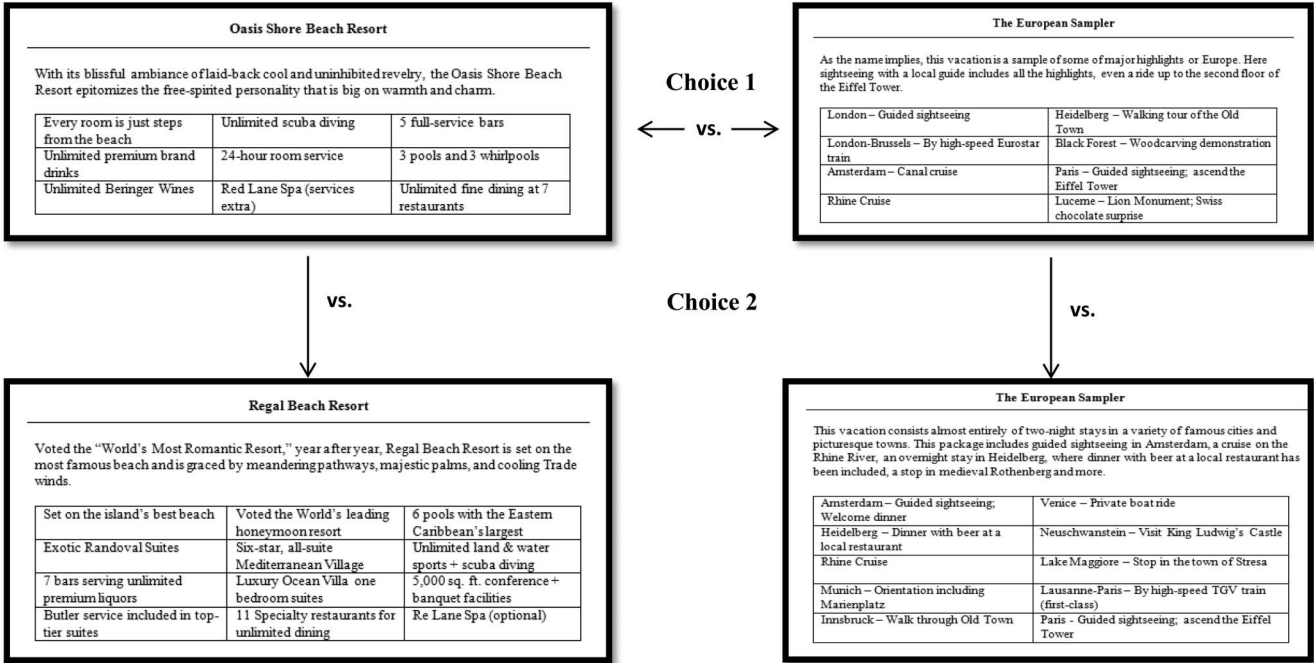 Oasis Shore Beach Resort
With its blissful ambiance of laid-back cool and uninhibited revelry, the Oasis Shore Beach
Resort epitomizes the free-spirited personality that is big on warmth and charm.
Every room is just steps
from the beach
Unlimited scuba diving
5 full-service bars
Unlimited premium brand
drinks
24-hour room service
3 pools and 3 whirlpools
Unlimited Beringer Wines
Red Lane Spa (services
extra)
Unlimited fine dining at 7
restaurants
Choice 1
vs.
The European Sampler
As the name implies, this vacation is a sample of some of major highlights or Europe. Here
sightseeing with a local guide includes all the highlights, even a ride up to the second floor of
the Eiffel Tower.
London – Guided sightseeing
Heidelberg – Walking tour of the Old
Town
London-Brussels – By high-speed Eurostar
train
Black Forest – Woodcarving demonstration
Amsterdam – Canal cruise
Paris – Guided sightseeing; ascend the
Eiffel Tower
Rhine Cruise
Lucerne – Lion Monument; Swiss
chocolate surprise
vs.
Choice 2
vs.
Regal Beach Resort
Voted the “World’s Most Romantic Resort,” year after year, Regal Beach Resort is set on the
most famous beach and is graced by meandering pathways, majestic palms, and cooling Trade
winds.
Set on the island’s best beach
Voted the World’s leading
honeymoon resort
6 pools with the Eastern
Caribbean’s largest
Exotic Randoval Suites
Six-star, all-suite
Mediterranean Village
Unlimited land & water
sports + scuba diving
7 bars serving unlimited
premium liquors
Luxury Ocean Villa one
bedroom suites
5,000 sq. ft. conference +
banquet facilities
Butler service included in top-
tier suites
11 Specialty restaurants for
unlimited dining
Re Lane Spa (optional)
The European Sampler
This vacation consists almost entirely of two-night stays in a variety of famous cities and
picturesque towns. This package includes guided sightseeing in Amsterdam, a cruise on the
Rhine River, an overnight stay in Heidelberg, where dinner with beer at a local restaurant has
been included, a stop in medieval Rothenberg and more.
Amsterdam – Guided sightseeing;
Welcome dinner
Venice – Private boat ride
Heidelberg – Dinner with beer at a
local restaurant
Neuschwanstein – Visit King Ludwig’s Castle
Rhine Cruise
Lake Maggiore – Stop in the town of Stresa
Munich – Orientation including
Marienplatz
Lausanne-Paris – By high-speed TGV train
(first-class)
Innsbruck – Walk through Old Town
Paris - Guided sightseeing; ascend the Eiffel
Tower